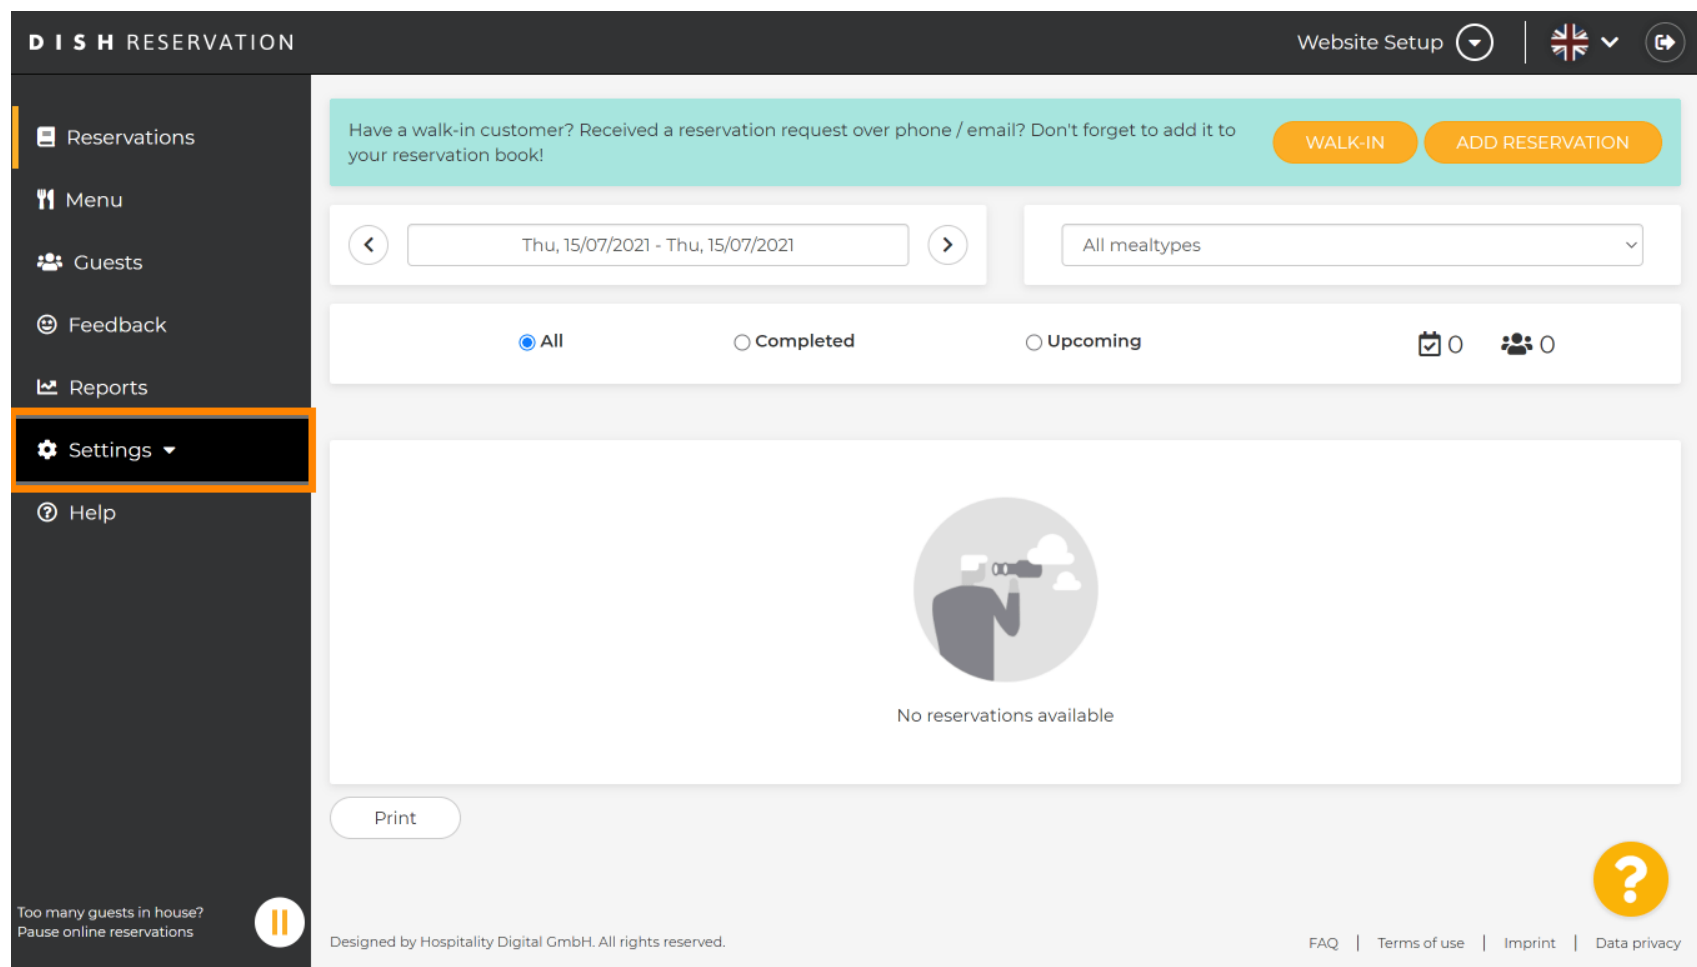 DISH RESERVATION
Website Setup
Reservations
Menu
Guests
Feedback
Reports
Settings
Help
Have a walk-in customer? Received a reservation request over phone / email? Don't forget to add it to
your reservation book!
WALK-IN
ADD RESERVATION
Thu, 15/07/2021 - Thu, 15/07/2021
All mealtypes
All
Completed
Upcoming
0
0
No reservations available
Print
Too many guests in house?
Pause online reservations
Designed by Hospitality Digital GmbH. All rights reserved.
FAQ | Terms of use | Imprint | Data privacy